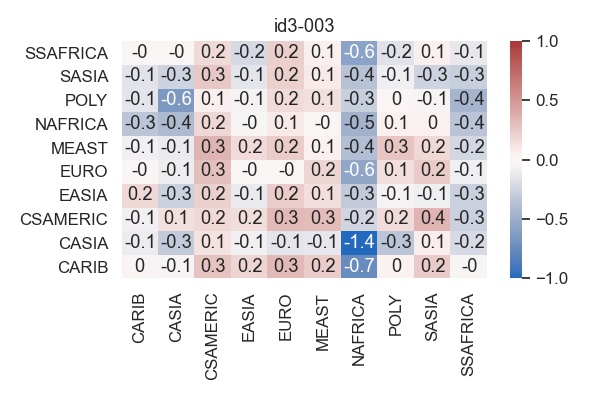 id3-003
SSAFRICA -0 -0 0.2 -0.2 0.2 0.1 -0.6 -0.2 0.1 -0.1
SASIA -0.1 -0.3 0.3 -0.1 0.2 0.1 -0.4 -0.1 -0.3 -0.3
POLY -0.1 -0.6 0.1 -0.1 0.2 0.1 -0.3 0 -0.1 -0.4
NAFRICA -0.3 -0.4 0.2 -0 0.1 -0 -0.5 0.1 0 -0.4
MEAST -0.1 -0.1 0.3 0.2 0.2 0.1 -0.4 0.3 0.2 -0.2
EURO -0 -0.1 0.3 -0 -0 0.2 -0.6 0.1 0.2 -0.1
EASIA 0.2 -0.3 0.2 -0.1 0.2 0.1 -0.3 -0.1 -0.1 -0.3
CSAMERIC -0.1 0.1 0.2 0.2 0.3 0.3 -0.2 0.2 0.4 -0.3
CASIA -0.1 -0.3 0.1 -0.1 -0.1 -0.1 -1.4 -0.3 0.1 -0.2
CARIB 0 -0.1 0.3 0.2 0.3 0.2 -0.7 0 0.2 -0
CARIB CASIA CSAMERIC EASIA EURO MEAST NAFRICA POLY SASIA SSAFRICA
1.0
0.5
0.0
−0.5
−1.0